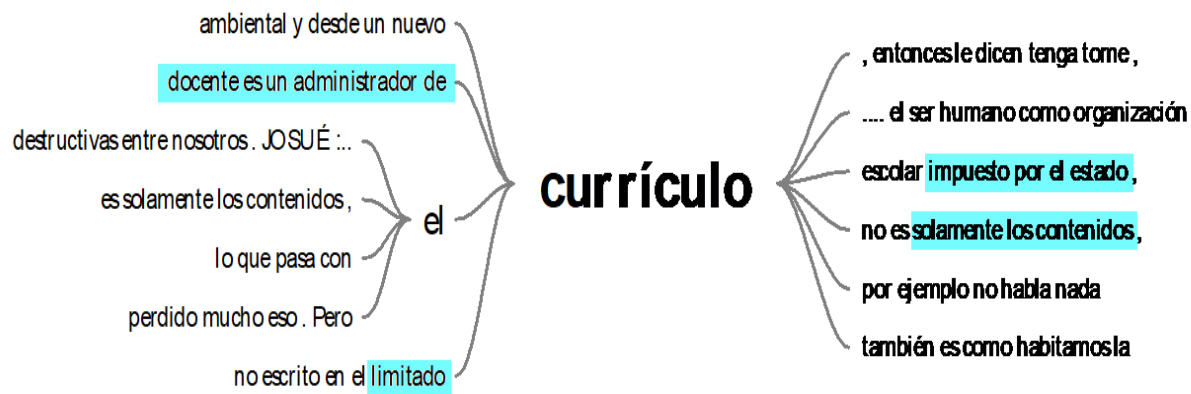 ambiental y desde un nuevo
docente es un administrador de
destructivas entre nosotros . JOSUÉ :..
es solamente los contenidos ,
lo que pasa con
perdido mucho eso . Pero
el
no escrito en el limitado
currículo
, entonces le dicen tenga tome ,
.... el ser humano como organización
escolar impuesto por el estado ,
no es solamente los contenidos ,
por ejemplo no habla nada
también es como habitamos la